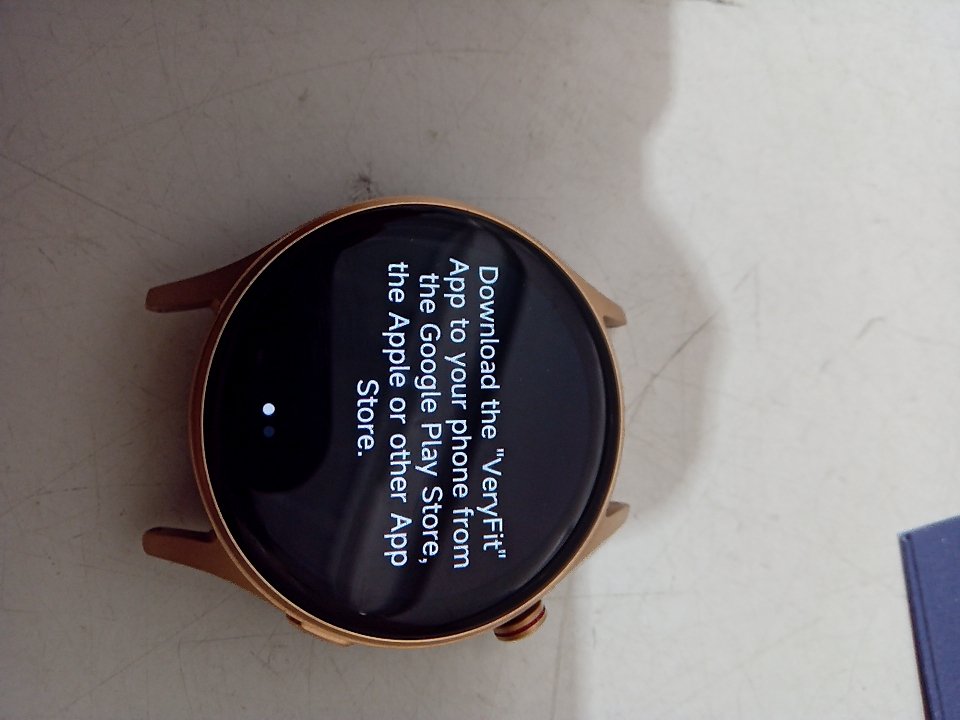 Download the "VeryFit"
App to your phone from
the Google Play Store,
the Apple or other App
Store.